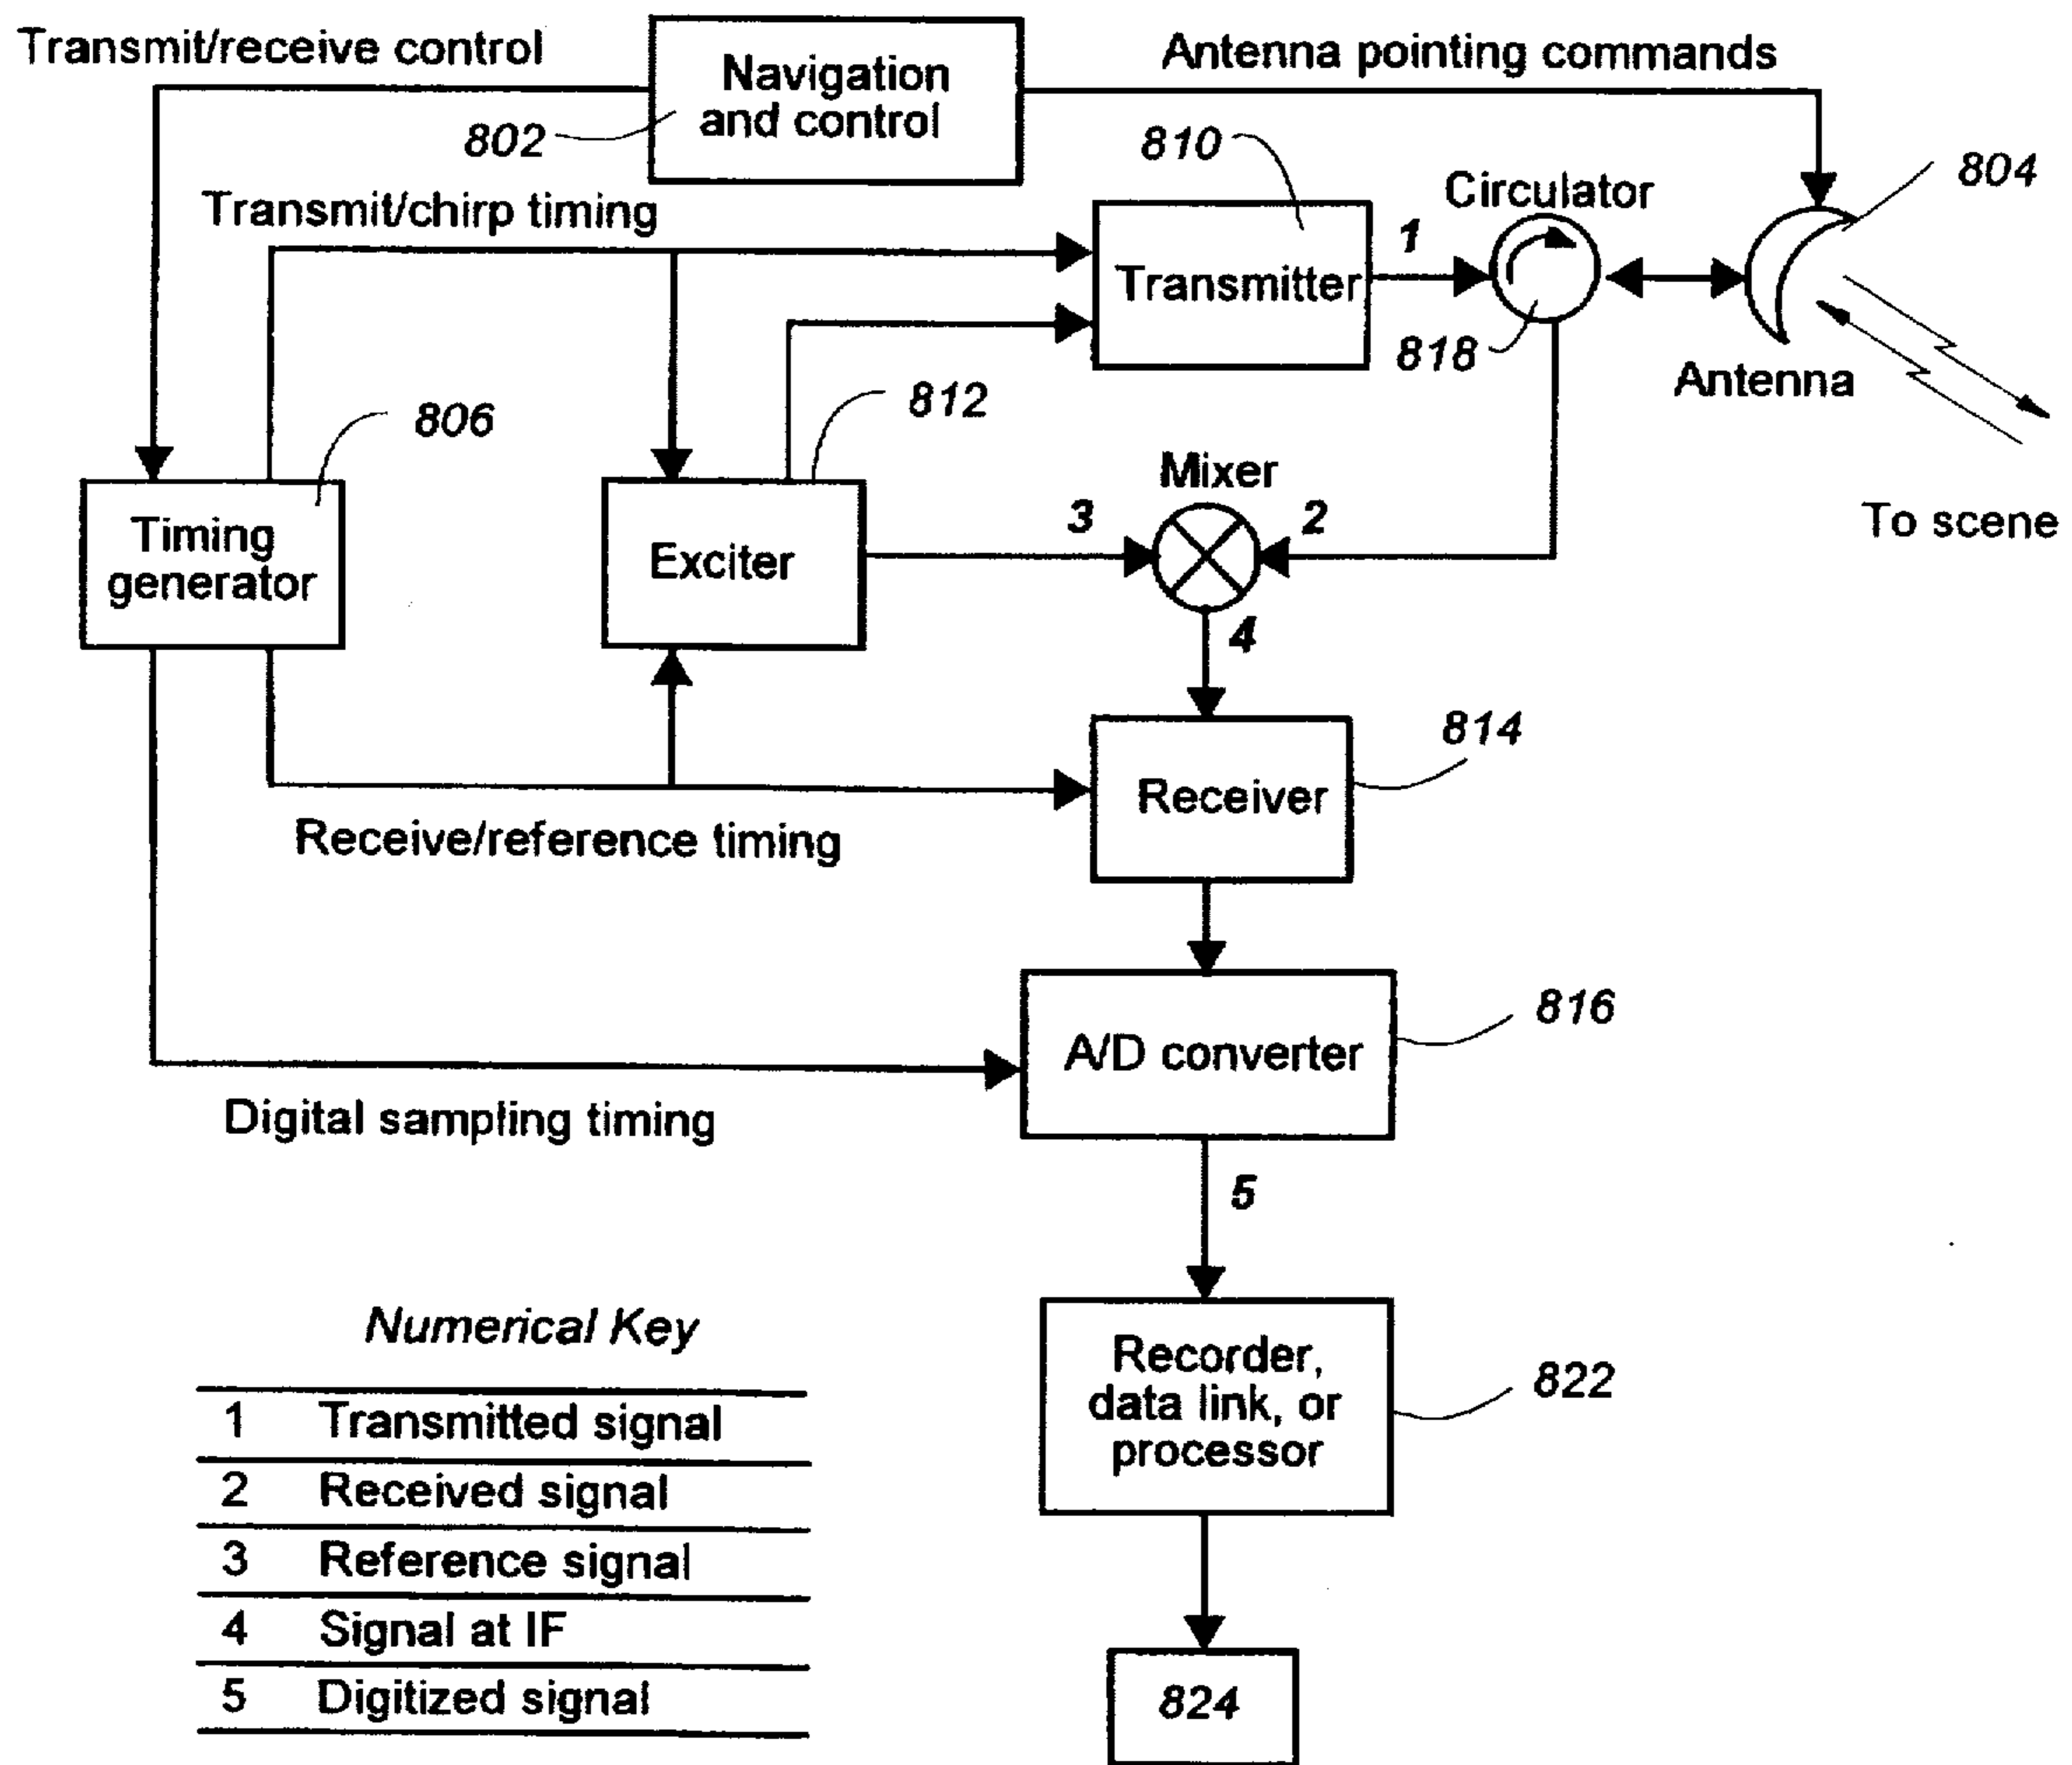 Transmit/receive control
Navigation
and control
Antenna pointing commands
802
810
804
Transmit/chirp timing
Circulator
1
Transmitter
818
Antenna
806
812
Mixer
3
2
To scene
Timing
generator
Exciter
4
814
Receiver
Receive/reference timing
816
A/D converter
Digital sampling timing
5
Recorder,
data link, or
processor
822
824
Numerical Key
1 Transmitted signal
2 Received signal
3 Reference signal
4 Signal at IF
5 Digitized signal